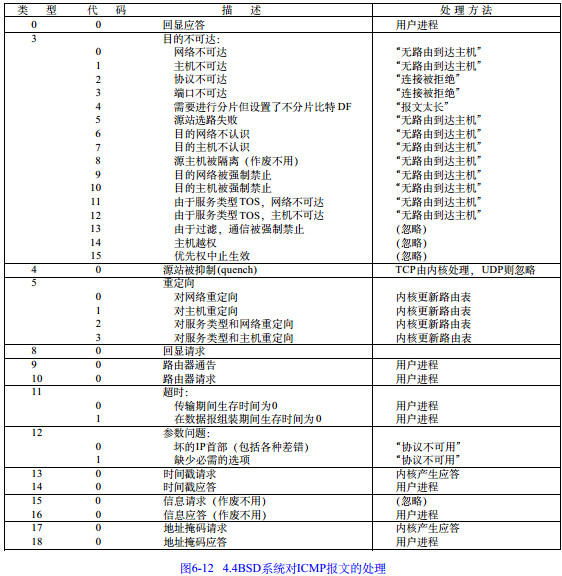 类 型 代 码 描 述 处 理 方 法
0 0 回显应答 用户进程
3 目的不可达:
0 网络不可达 “无路由到达主机”
1 主机不可达 “无路由到达主机”
2 协议不可达 “连接被拒绝”
3 端口不可达 “连接被拒绝”
4 需要进行分片但设置了不分片比特 DF “报文太长”
5 源站选路失败 “无路由到达主机”
6 目的网络不认识 “无路由到达主机”
7 目的主机不认识 “无路由到达主机”
8 源主机被隔离 (作废不用) “无路由到达主机”
9 目的网络被强制禁止 “无路由到达主机”
10 目的主机被强制禁止 “无路由到达主机”
11 由于服务类型TOS, 网络不可达 “无路由到达主机”
12 由于服务类型TOS, 主机不可达 “无路由到达主机”
13 由于过滤, 通信被强制禁止 (忽略)
14 主机越权 (忽略)
15 优先权中止生效 (忽略)
4 0 源站被抑制(quench) TCP由内核处理, UDP则忽略
5 重定向
0 对网络重定向 内核更新路由表
1 对主机重定向 内核更新路由表
2 对服务类型和网络重定向 内核更新路由表
3 对服务类型和主机重定向 内核更新路由表
8 0 回显请求
9 0 路由器通告 用户进程
10 0 路由器请求 用户进程
11 超时:
0 传输期间生存时间为0 用户进程
1 在数据报组装期间生存时间为0 用户进程
12 参数问题:
0 坏的IP首部 (包括各种差错) “协议不可用”
1 缺少必需的选项 “协议不可用”
13 0 时间戳请求 内核产生应答
14 0 时间戳应答 用户进程
15 0 信息请求 (作废不用) (忽略)
16 0 信息应答 (作废不用) 用户进程
17 0 地址掩码请求 内核产生应答
18 0 地址掩码应答 用户进程
图6-12 4.4BSD系统对ICMP报文的处理